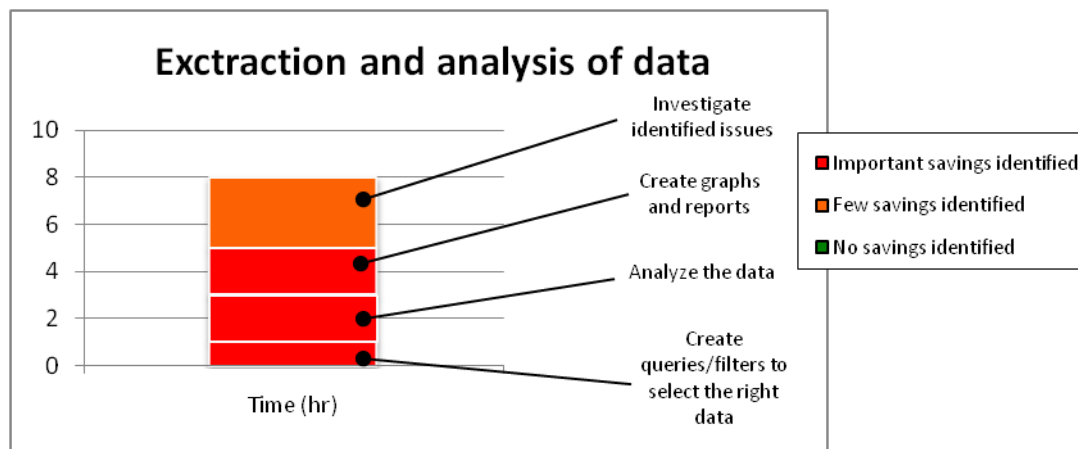 Exctraction and analysis of data
10
8
6
4
2
0
Time (hr)
Investigate
identified issues
Create graphs
and reports
Analyze the data
Create
queries/filters to
select the right
data
Important savings identified
Few savings identified
No savings identified